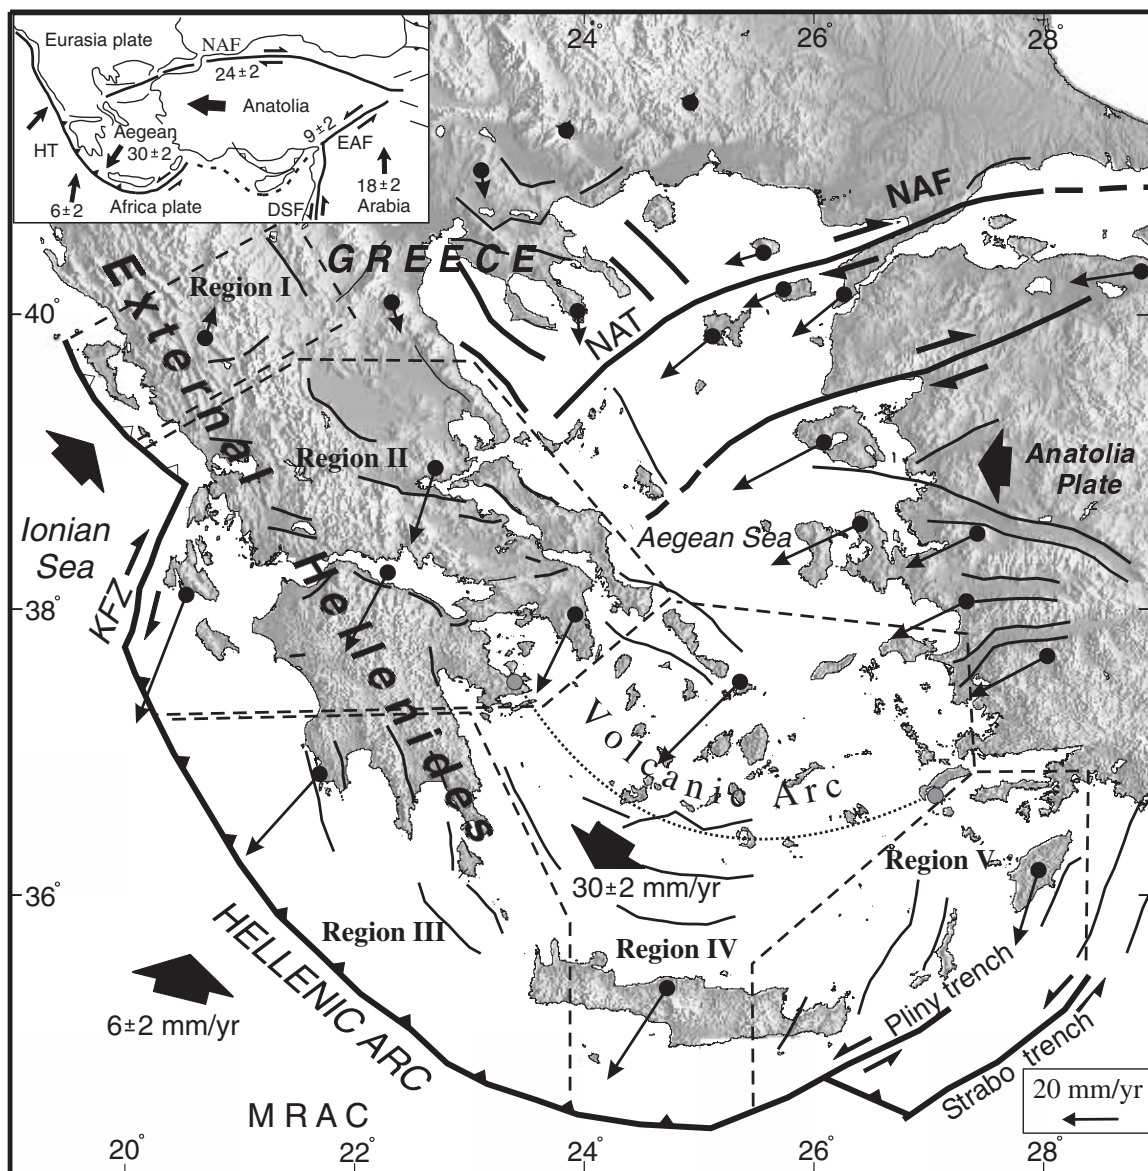 Eurasia plate
NAF
24±2
Anatolia
Aegean
30±2
9±2
HT
EAF
18±2
Arabia
6±2
Africa plate
DSF
24°
26°
28°
NAF
GREECE
External
Region I
40°
NAT
Region II
Anatolia
Plate
Ionian
Sea
Aegean Sea
KFZ
Hellenides
38°
Volcanic Arc
Region V
30±2 mm/yr
36°
Region III
Region IV
HELLENIC ARC
Pliny trench
6±2 mm/yr
Strabo trench
20 mm/yr
MRAC
20°
22°
24°
26°
28°